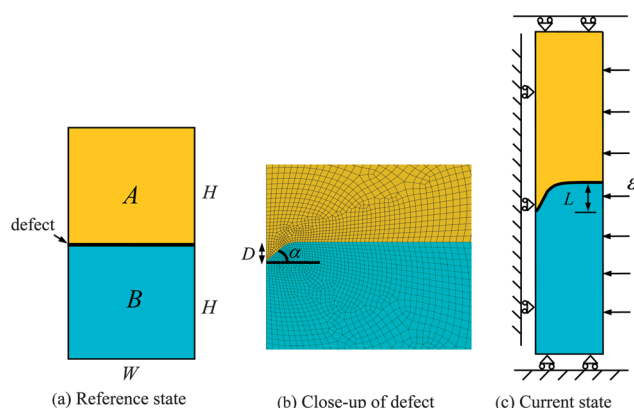 A
H
defect
B
H
W
(a) Reference state
D
α
(b) Close-up of defect
L
ε
(c) Current state